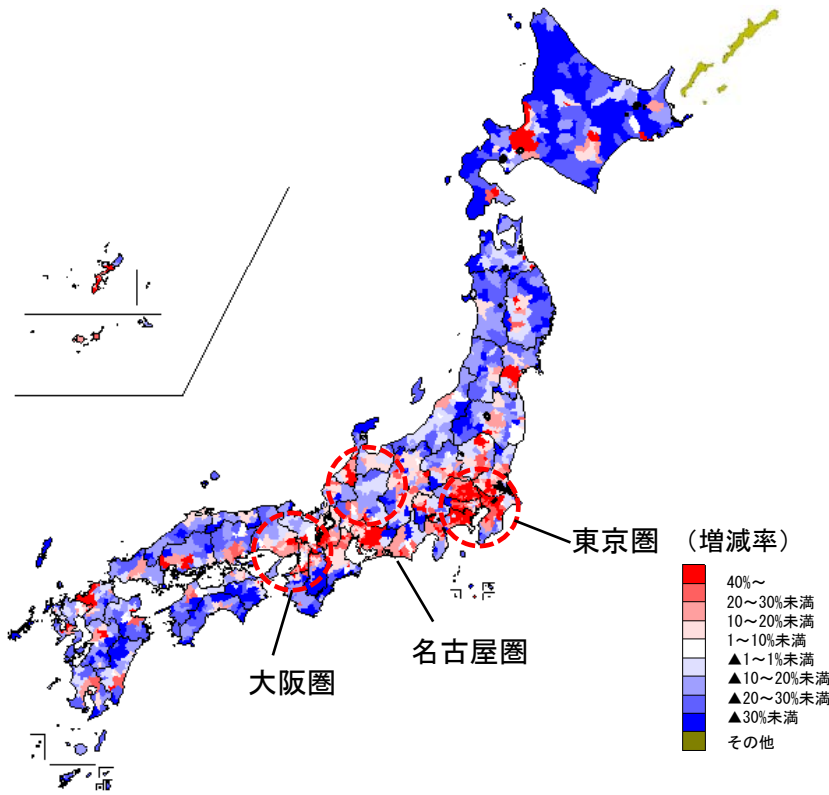 東京圏
(増減率)
名古屋圏
大阪圏
40%~
20~30%未満
10~20%未満
1~10%未満
▲1~1%未満
▲10~20%未満
▲20~30%未満
▲30%未満
その他